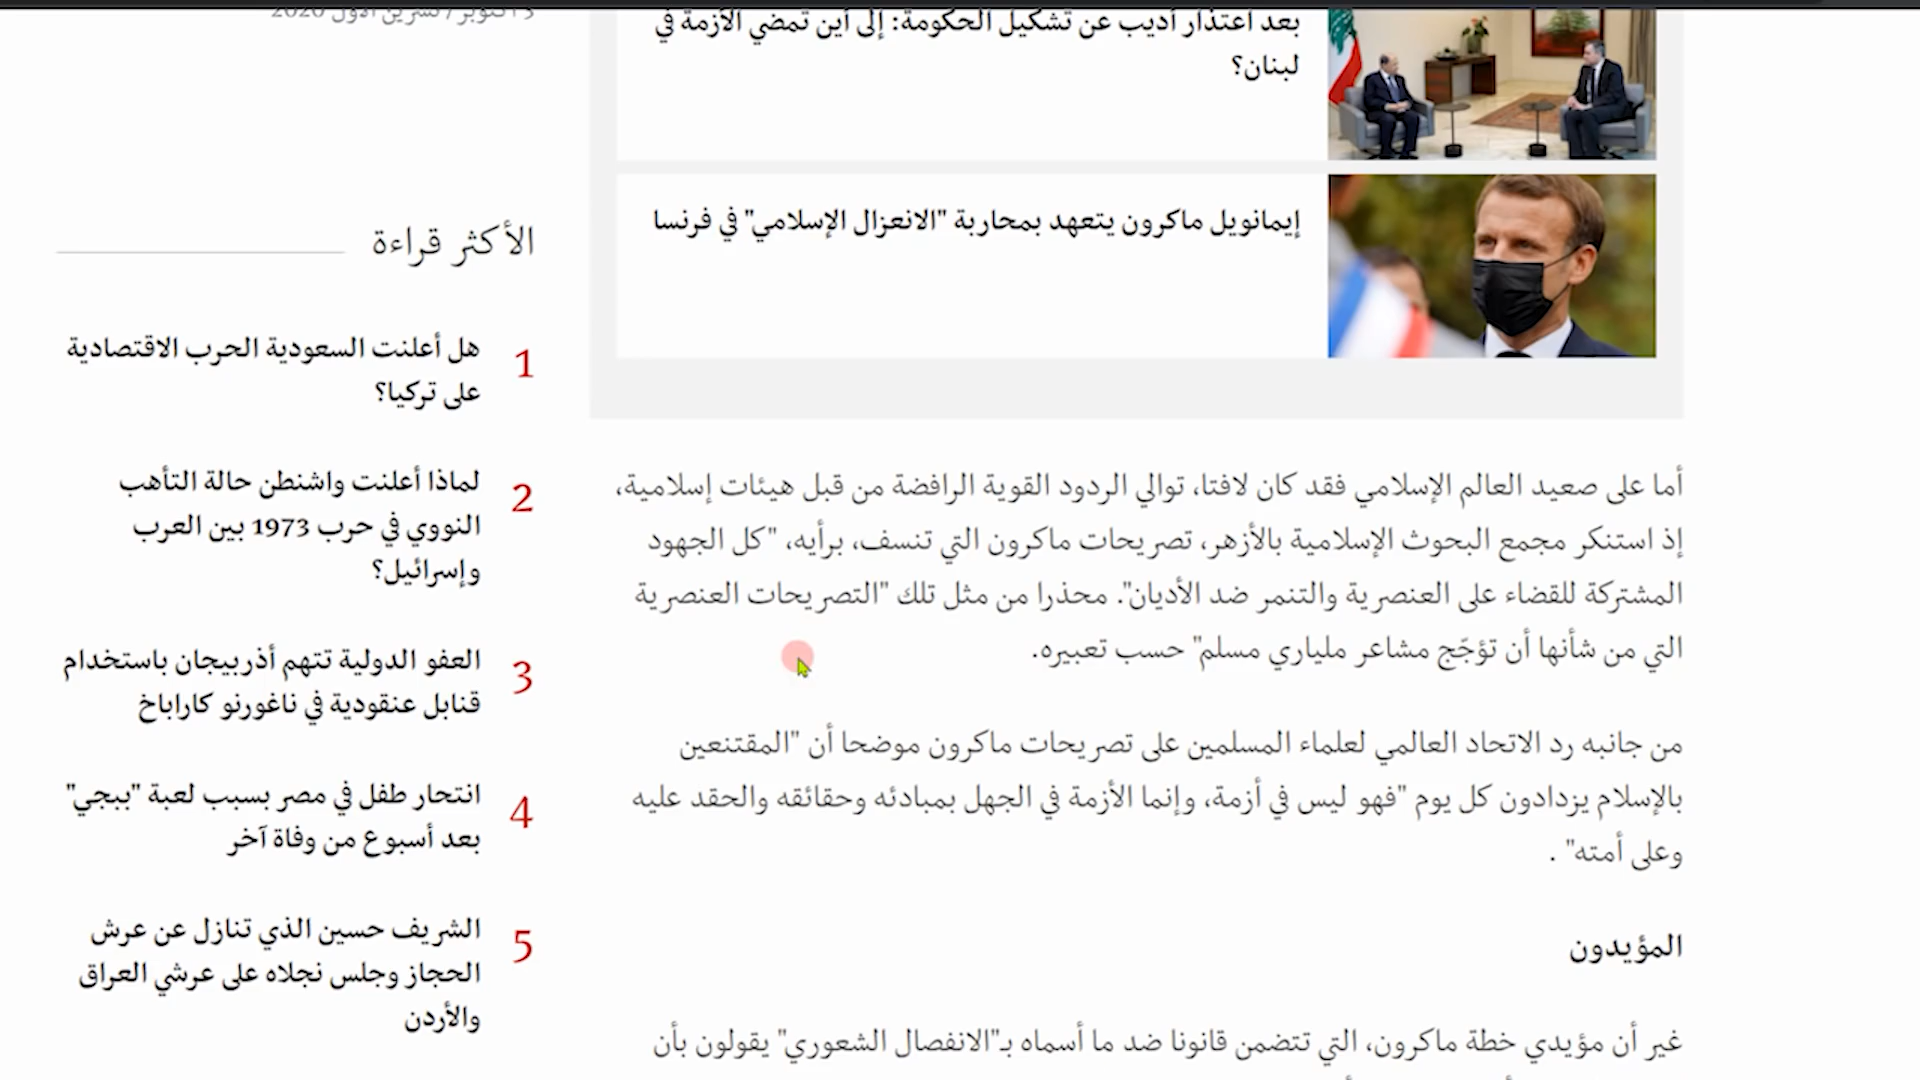 بعد اعتذار أديب عن تشكيل الحكومة: إلى أين تمضي الأزمة في
لبنان؟
إيمانويل ماكرون يتعهد بمحاربة "الانعزال الإسلامي" في فرنسا
أما على صعيد العالم الإسلامي فقد كان لافتا، توالي الردود القوية الرافضة من قبل هيئات إسلامية،
إذ استنكر مجمع البحوث الإسلامية بالأزهر، تصريحات ماكرون التي تنسف، برأيه، "كل الجهود
المشتركة للقضاء على العنصرية والتنمر ضد الأديان". محذرا من مثل تلك "التصريحات العنصرية
التي من شأنها أن تؤجّج مشاعر ملياري مسلم" حسب تعبيره.
من جانبه رد الاتحاد العالمي لعلماء المسلمين على تصريحات ماكرون موضحا أن "المقتنعين
بالإسلام يزدادون كل يوم "فهو ليس في أزمة، وإنما الأزمة في الجهل بمبادئه وحقائقه والحقد عليه
وعلى أمته" .
المؤيدون
غير أن مؤيدي خطة ماكرون، التي تتضمن قانونا ضد ما أسماه بـ"الانفصال الشعوري" يقولون بأن
أكتوبر / تشرين الأول 2020
الأكثر قراءة
1 هل أعلنت السعودية الحرب الاقتصادية
على تركيا؟
2 لماذا أعلنت واشنطن حالة التأهب
النووي في حرب 1973 بين العرب
وإسرائيل؟
3 العفو الدولية تتهم أذربيجان باستخدام
قنابل عنقودية في ناغورنو كاراباخ
4 انتحار طفل في مصر بسبب لعبة "ببجي"
بعد أسبوع من وفاة آخر
5 الشريف حسين الذي تنازل عن عرش
الحجاز وجلس نجلاه على عرشي العراق
والأردن